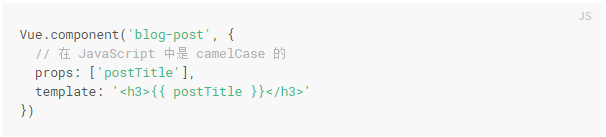 JS
Vue.component('blog-post', {
  // 在 JavaScript 中是 camelCase 的
  props: ['postTitle'],
  template: '<h3>{{ postTitle }}</h3>'
})